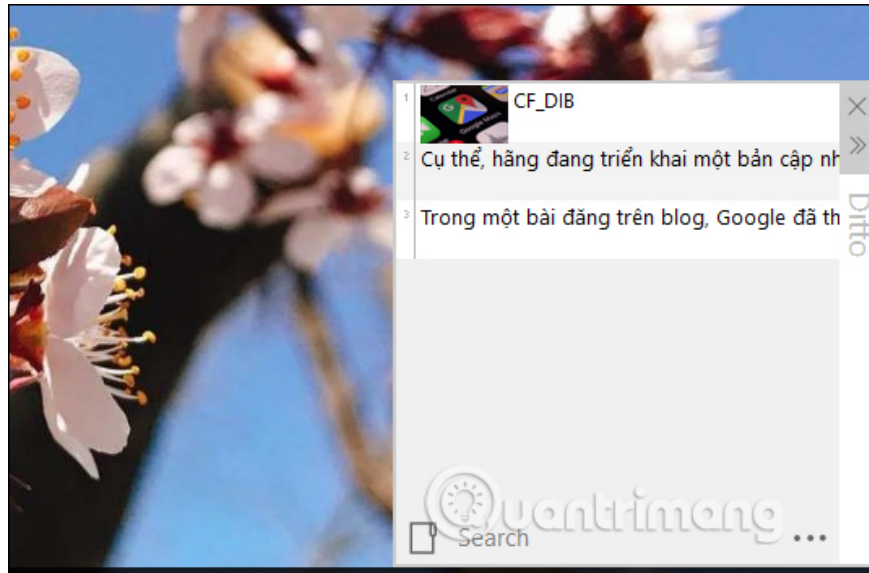 1
CF_DIB
2
Cụ thể, hãng đang triển khai một bản cập nh
3
Trong một bài đăng trên blog, Google đã th
Ditto
Quantrimang
Search